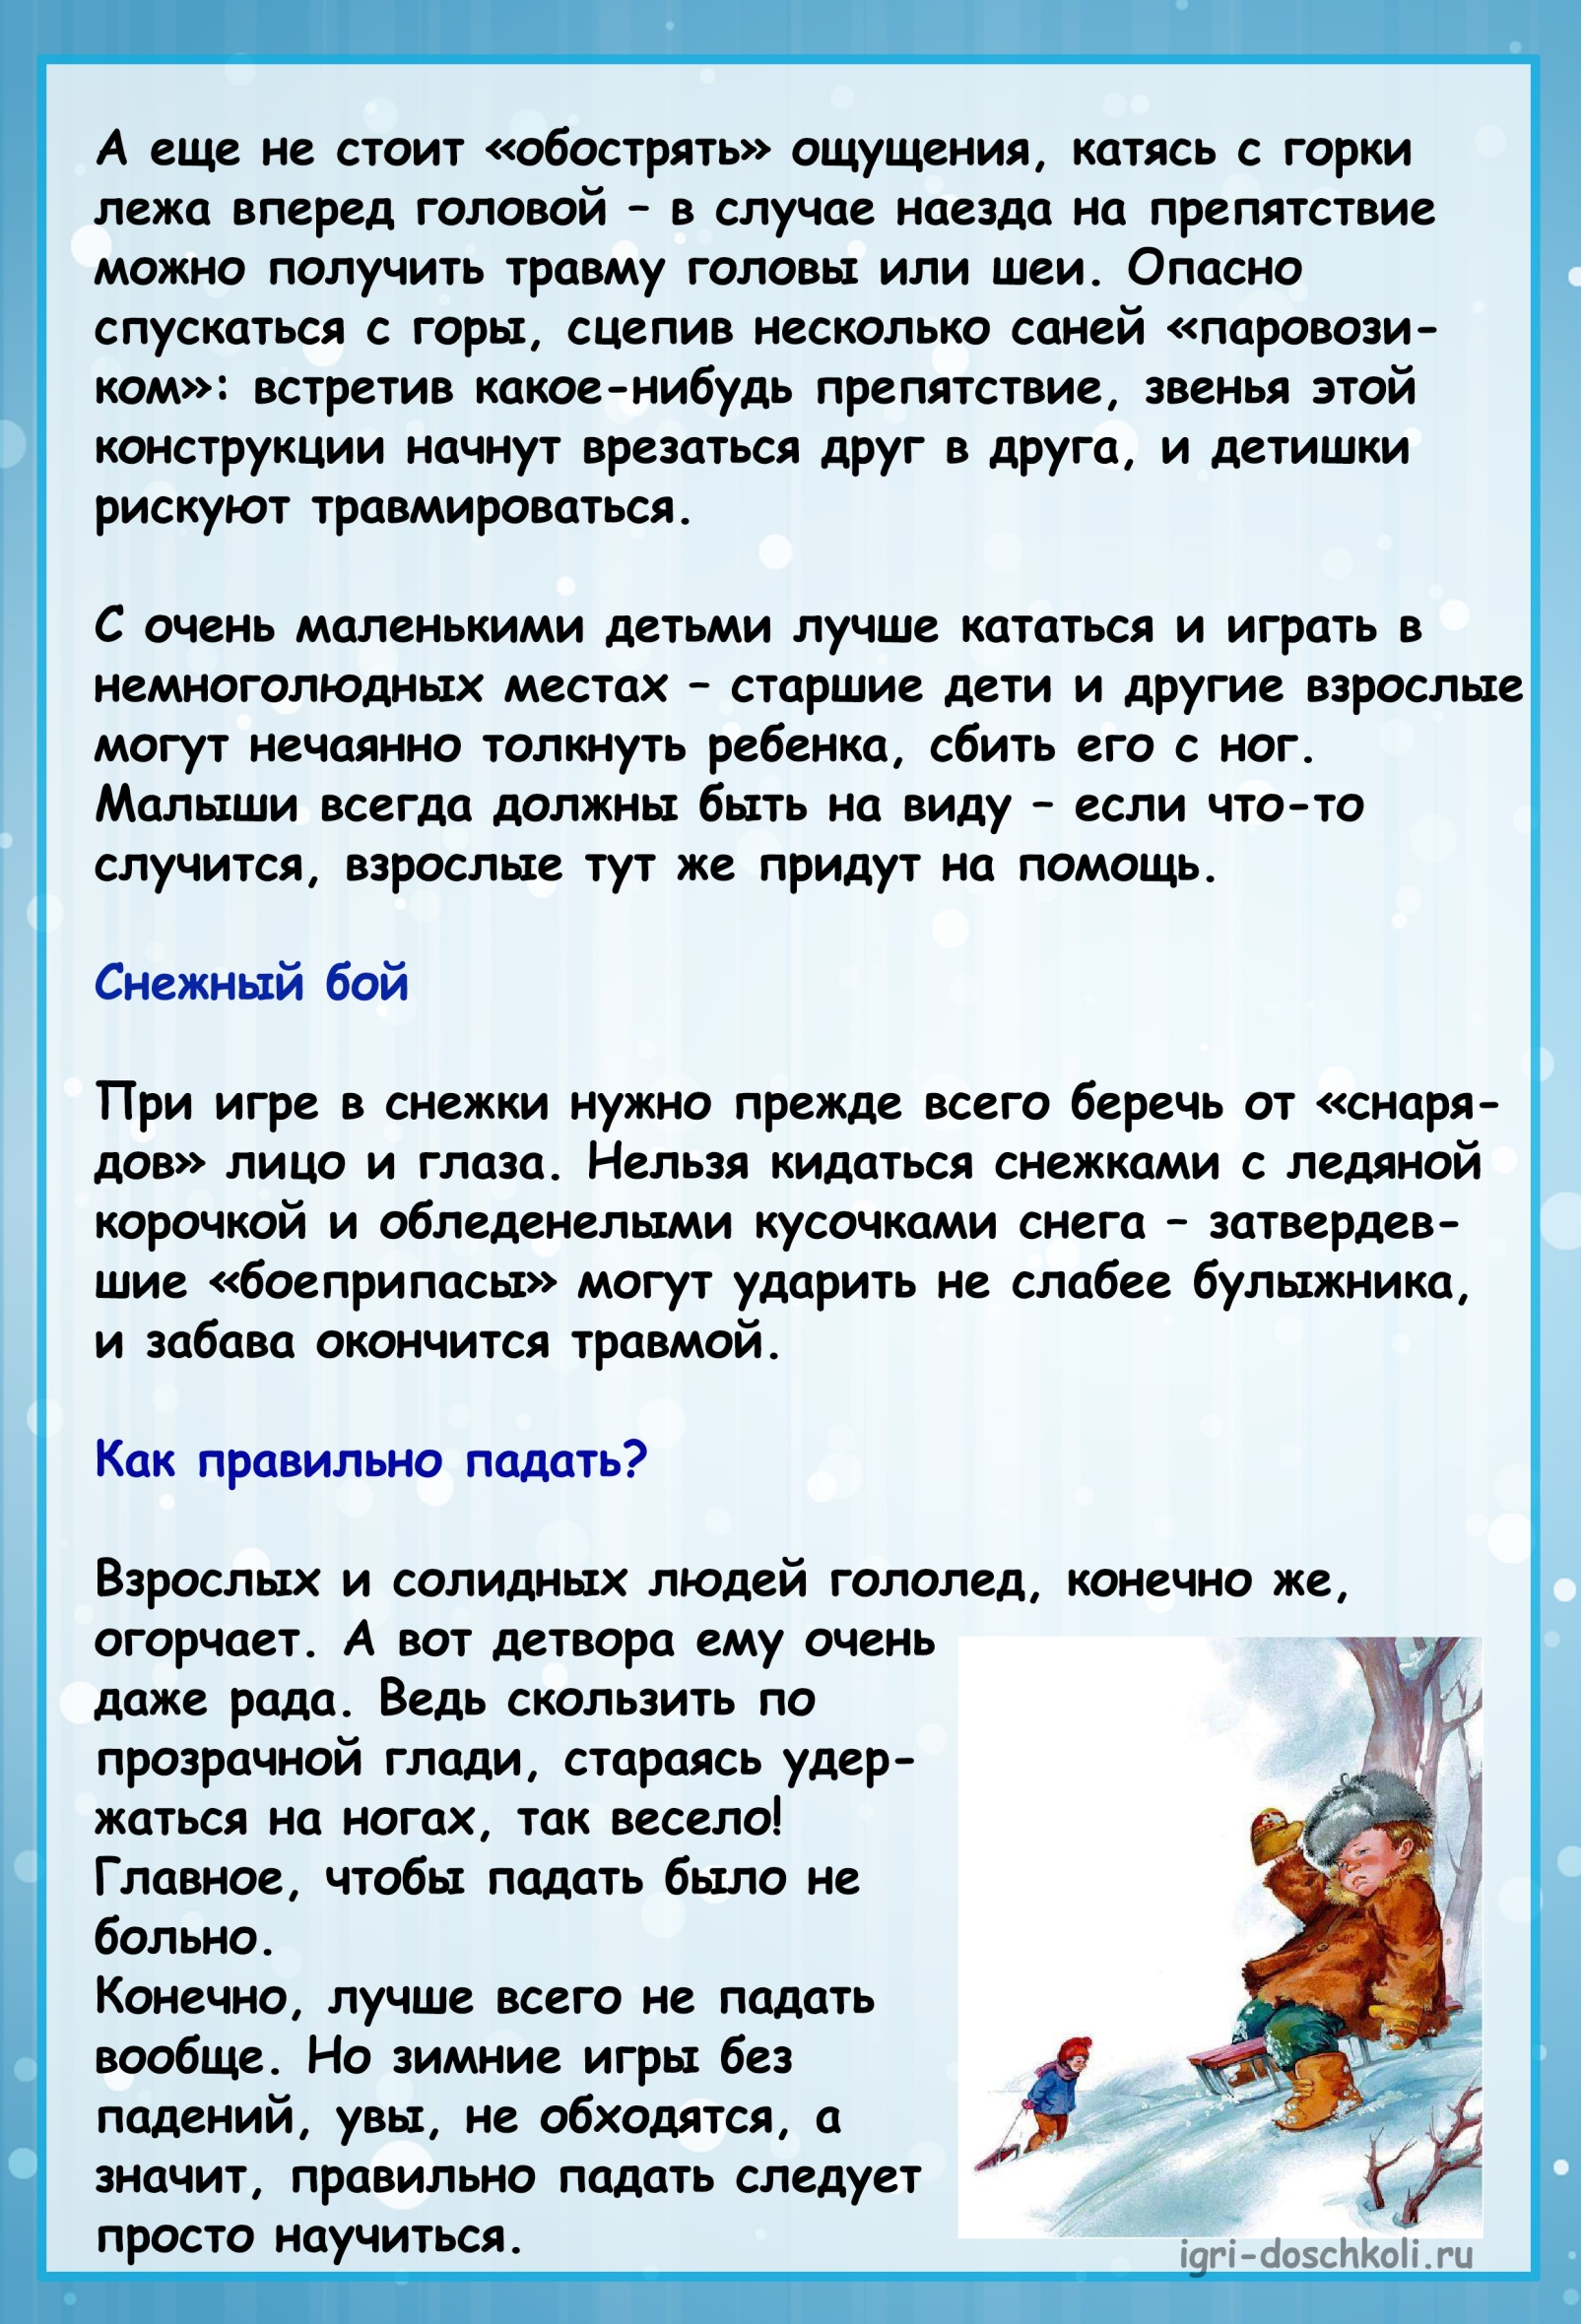 А еще не стоит «обострять» ощущения, катясь с горки
лежа вперед головой – в случае наезда на препятствие
можно получить травму головы или шеи. Опасно
спускаться с горы, сцепив несколько саней «паровози-
ком»: встретив какое-нибудь препятствие, звенья этой
конструкции начнут врезаться друг в друга, и детишки
рискуют травмироваться.
С очень маленькими детьми лучше кататься и играть в
немноголюдных местах – старшие дети и другие взрослые
могут нечаянно толкнуть ребенка, сбить его с ног.
Малыши всегда должны быть на виду – если что-то
случится, взрослые тут же придут на помощь.
Снежный бой
При игре в снежки нужно прежде всего беречь от «снаря-
дов» лицо и глаза. Нельзя кидаться снежками с ледяной
корочкой и обледенелыми кусочками снега – затвердев-
шие «боеприпасы» могут ударить не слабее булыжника,
и забава окончится травмой.
Как правильно падать?
Взрослых и солидных людей гололед, конечно же,
огорчает. А вот детвора ему очень
даже рада. Ведь скользить по
прозрачной глади, стараясь удер-
жаться на ногах, так весело!
Главное, чтобы падать было не
больно.
Конечно, лучше всего не падать
вообще. Но зимние игры без
падений, увы, не обходятся, а
значит, правильно падать следует
просто научиться.
igri-doschkoli.ru